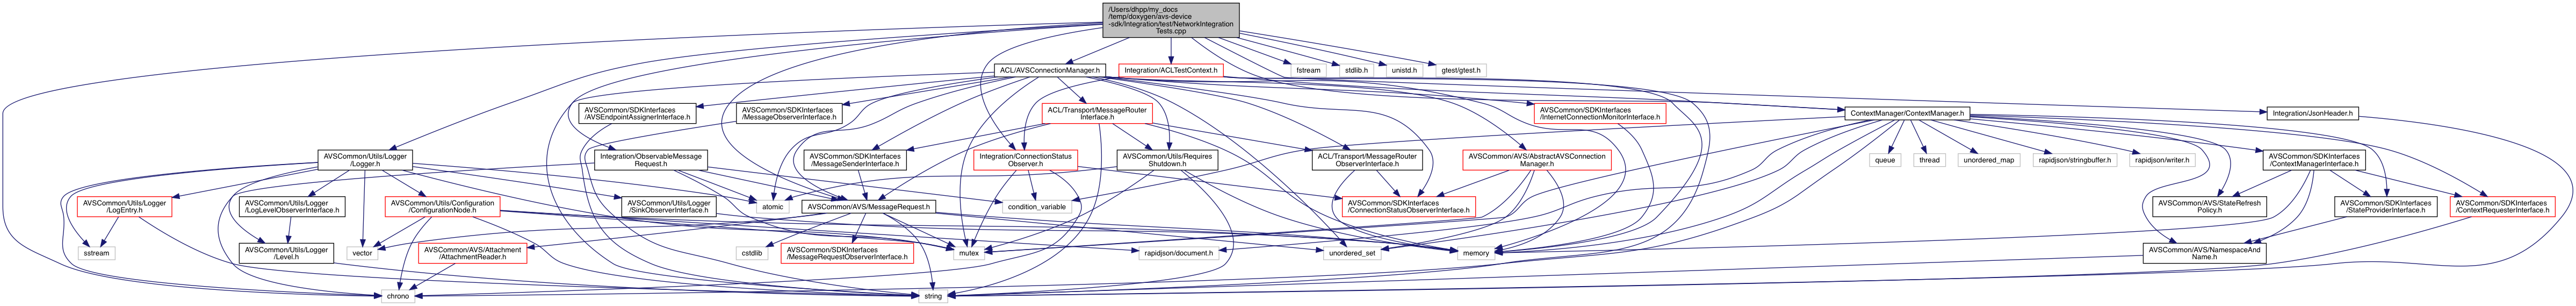 /Users/dhpp/my_docs
/temp/doxygen/avs-device
-sdk/Integration/test/NetworkIntegration
Tests.cpp
ACL/AVSConnectionManager.h
Integration/ACLTestContext.h
fstream
stdlib.h
unistd.h
gtest/gtest.h
AVSCommon/SDKInterfaces
/AVSEndpointAssignerInterface.h
AVSCommon/SDKInterfaces
/MessageObserverInterface.h
ACL/Transport/MessageRouter
Interface.h
AVSCommon/SDKInterfaces
/InternetConnectionMonitorInterface.h
ContextManager/ContextManager.h
Integration/JsonHeader.h
AVSCommon/Utils/Logger
/Logger.h
Integration/ObservableMessage
Request.h
AVSCommon/SDKInterfaces
/MessageSenderInterface.h
Integration/ConnectionStatus
Observer.h
AVSCommon/Utils/Requires
Shutdown.h
ACL/Transport/MessageRouter
ObserverInterface.h
AVSCommon/AVS/AbstractAVSConnection
Manager.h
queue
thread
unordered_map
rapidjson/stringbuffer.h
rapidjson/writer.h
AVSCommon/SDKInterfaces
/ContextManagerInterface.h
AVSCommon/Utils/Logger
/LogEntry.h
AVSCommon/Utils/Logger
/LogLevelObserverInterface.h
AVSCommon/Utils/Configuration
/ConfigurationNode.h
AVSCommon/Utils/Logger
/SinkObserverInterface.h
atomic
AVSCommon/AVS/MessageRequest.h
condition_variable
AVSCommon/SDKInterfaces
/ConnectionStatusObserverInterface.h
AVSCommon/AVS/StateRefresh
Policy.h
AVSCommon/SDKInterfaces
/StateProviderInterface.h
AVSCommon/SDKInterfaces
/ContextRequesterInterface.h
sstream
AVSCommon/Utils/Logger
/Level.h
vector
AVSCommon/AVS/Attachment
/AttachmentReader.h
cstdlib
AVSCommon/SDKInterfaces
/MessageRequestObserverInterface.h
mutex
rapidjson/document.h
unordered_set
memory
AVSCommon/AVS/NamespaceAnd
Name.h
chrono
string